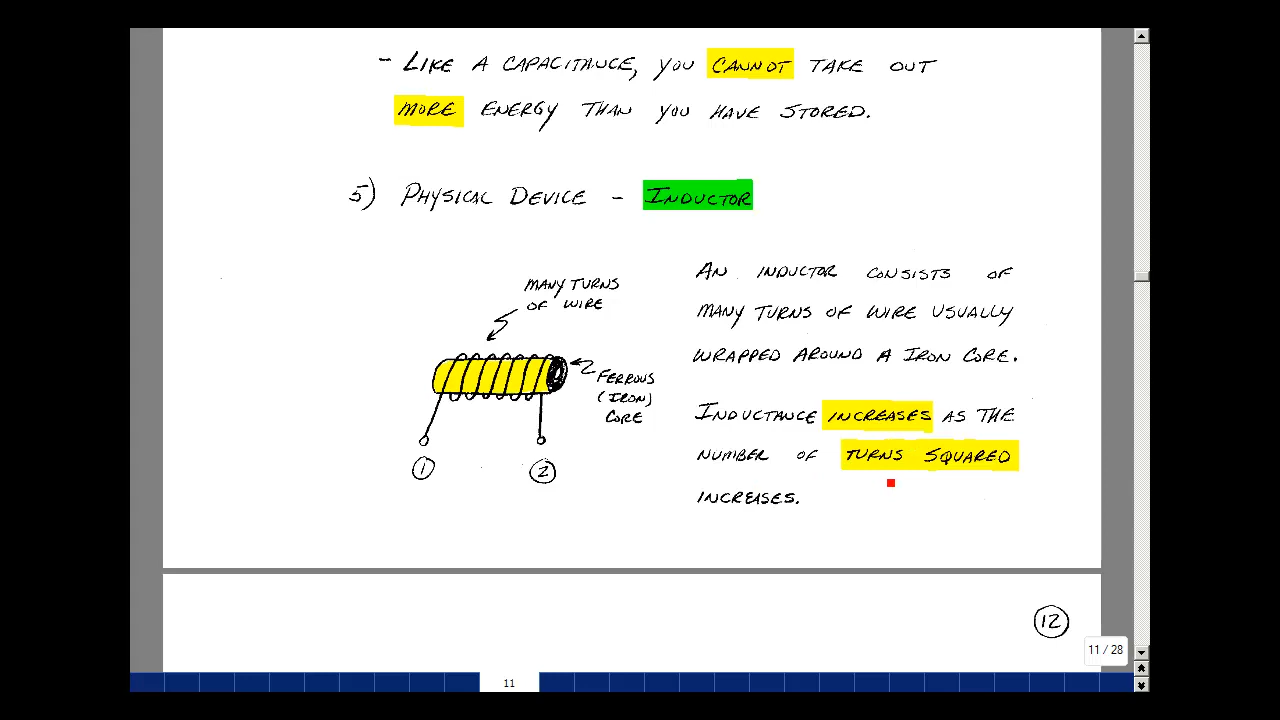 - LIKE A CAPACITANCE, YOU CANNOT TAKE OUT
MORE ENERGY THAN YOU HAVE STORED.
5) PHYSICAL DEVICE - INDUCTOR
MANY TURNS
OF WIRE
FERROUS
(IRON)
CORE
1 2
AN INDUCTOR CONSISTS OF
MANY TURNS OF WIRE USUALLY
WRAPPED AROUND A IRON CORE.
INDUCTANCE INCREASES AS THE
NUMBER OF TURNS SQUARED
INCREASES.
12
11 / 28
11